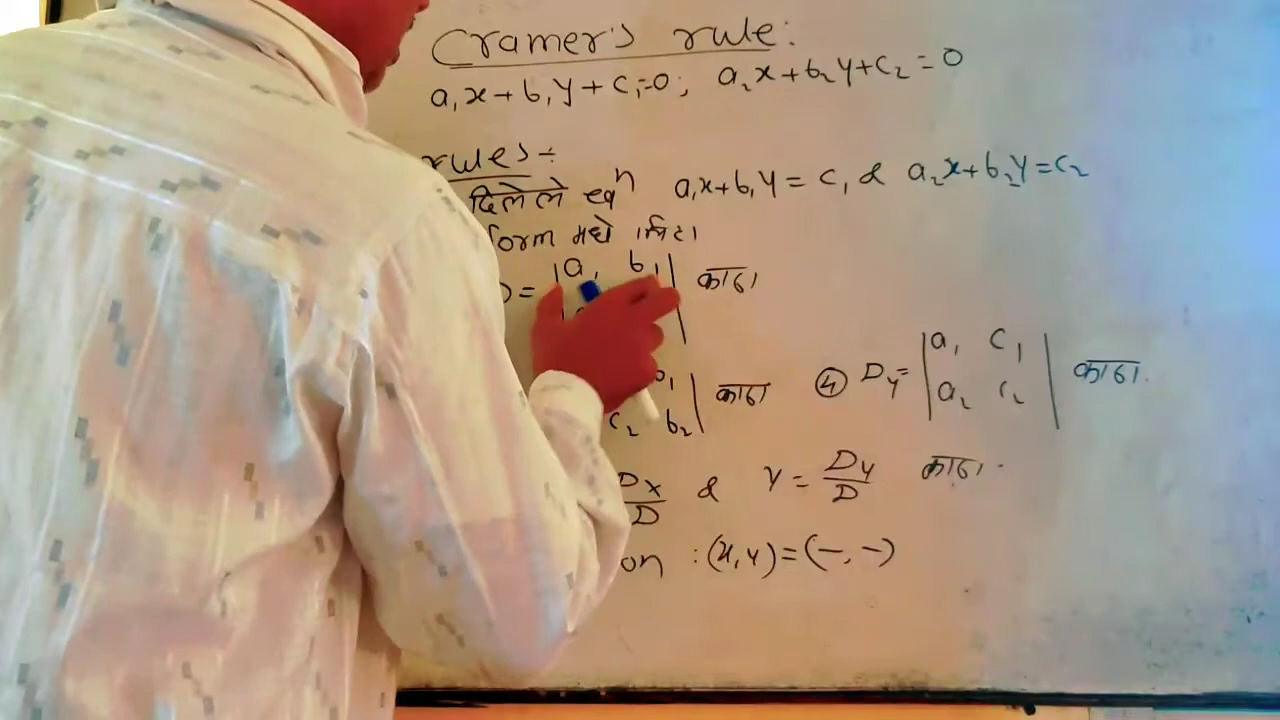 Cramer's rule:
a₁x + b₁y + c₁=0; a₂x + b₂y + c₂ = 0
rules:-
दिलेले eqⁿ a₁x + b₁y = c₁ & a₂x + b₂y = c₂
form मधे लिहा
D = | a₁ b₁ | काढा
c₂ b₂ | काढा ④ Dy = | a₁ c₁ | काढा.
| a₂ c₂ |
Dx/D & y = Dy/D काढा.
on : (x, y) = (−, −)